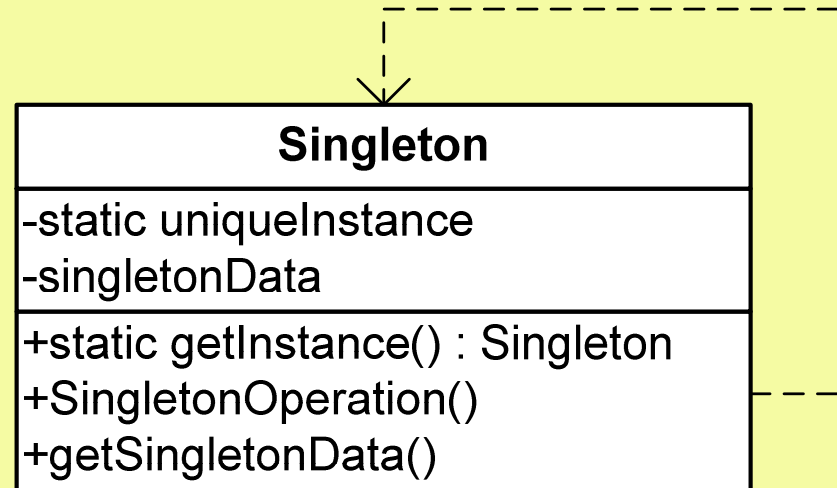 Singleton
-static uniqueInstance
-singletonData
+static getInstance() : Singleton
+SingletonOperation()
+getSingletonData()